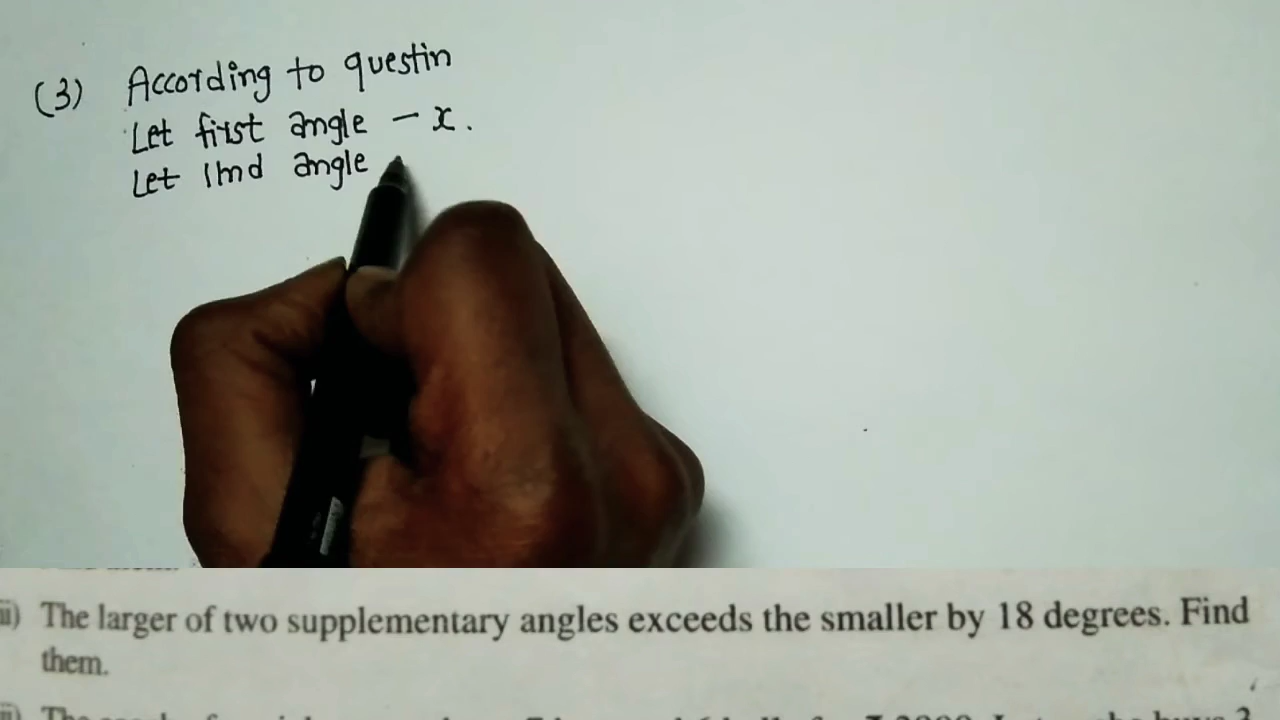 (3) According to questin
Let first angle - x.
Let IInd angle
ii) The larger of two supplementary angles exceeds the smaller by 18 degrees. Find
them.